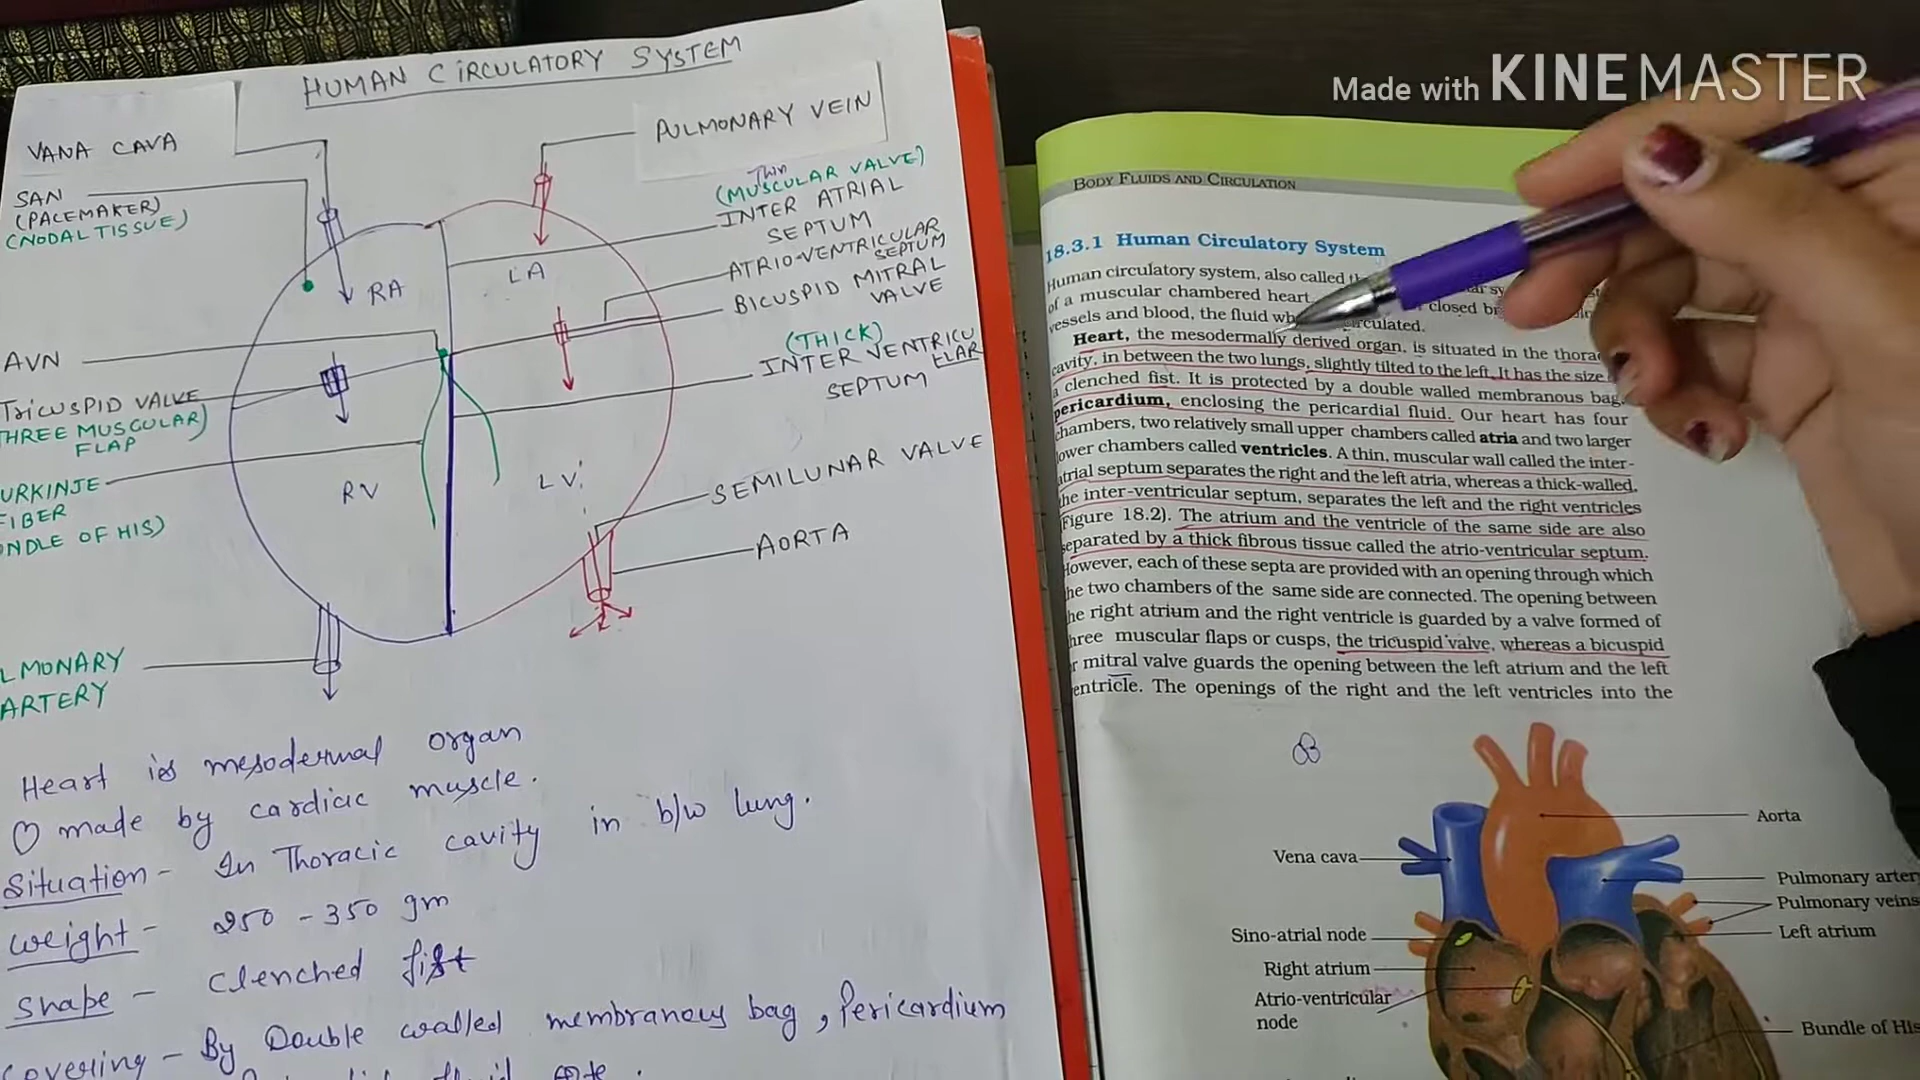 Made with KINEMASTER
HUMAN CIRCULATORY SYSTEM
VANA CAVA
SAN
(PACEMAKER)
(NODAL TISSUE)
AVN
TRICUSPID VALVE
THREE MUSCULAR)
FLAP
URKINJE
FIBER
NDLE OF HIS)
LMONARY
ARTERY
RA
LA
RV
LV
PULMONARY VEIN
Thin
(MUSCULAR VALVE)
INTER ATRIAL
SEPTUM
ATRIO-VENTRICULAR
SEPTUM
BICUSPID MITRAL
VALVE
(THICK)
INTER VENTRICU
LAR
SEPTUM
SEMILUNAR VALVE
AORTA
Heart is mesodermal organ
made by cardiac muscle.
Situation - In Thoracic cavity in b/w lung.
Weight - 250 - 350 gm
Shape - Clenched fist
Covering - By Double walled membranous bag, Pericardium
BODY FLUIDS AND CIRCULATION
18.3.1 Human Circulatory System
Human circulatory system, also called
of a muscular chambered heart, closed
vessels and blood, the fluid circulated.
Heart, the mesodermally derived organ, is situated in the thora
cavity, in between the two lungs, slightly tilted to the left. It has the size
a clenched fist. It is protected by a double walled membranous bag,
pericardium, enclosing the pericardial fluid. Our heart has four
chambers, two relatively small upper chambers called atria and two larger
ower chambers called ventricles. A thin, muscular wall called the inter-
atrial septum separates the right and the left atria, whereas a thick-walled,
he inter-ventricular septum, separates the left and the right ventricles
Figure 18.2). The atrium and the ventricle of the same side are also
separated by a thick fibrous tissue called the atrio-ventricular septum.
However, each of these septa are provided with an opening through which
he two chambers of the same side are connected. The opening between
he right atrium and the right ventricle is guarded by a valve formed of
hree muscular flaps or cusps, the tricuspid valve, whereas a bicuspid
r mitral valve guards the opening between the left atrium and the left
entricle. The openings of the right and the left ventricles into the
Aorta
Vena cava
Pulmonary arter
Pulmonary veins
Sino-atrial node
Left atrium
Right atrium
Atrio-ventricular
node
Bundle of His